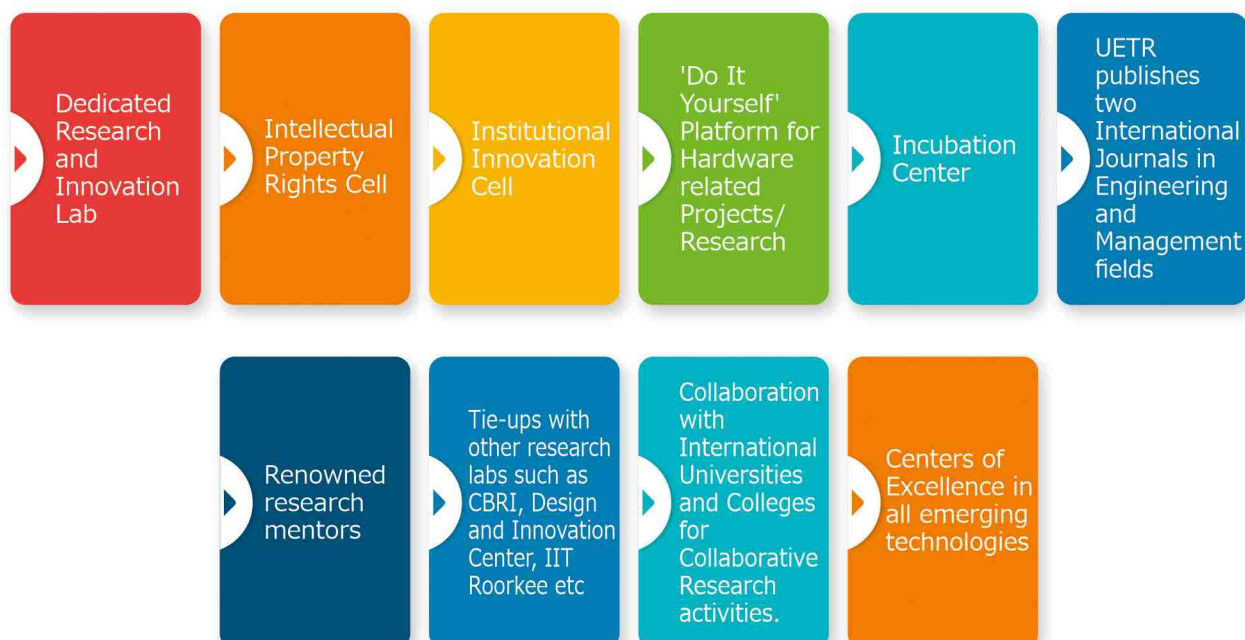 Dedicated
Research
and
Innovation
Lab
Intellectual
Property
Rights Cell
Institutional
Innovation
Cell
'Do It
Yourself'
Platform for
Hardware
related
Projects/
Research
Incubation
Center
UETR
publishes
two
International
Journals in
Engineering
and
Management
fields
Renowned
research
mentors
Tie-ups with
other research
labs such as
CBRI, Design
and Innovation
Center, IIT
Roorkee etc
Collaboration
with
International
Universities
and Colleges
for
Collaborative
Research
activities.
Centers of
Excellence in
all emerging
technologies